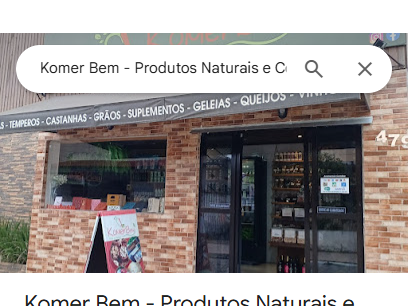 Komer Bem - Produtos Naturais e C
- TEMPEROS - CASTANHAS - GRÃOS - SUPLEMENTOS - GELEIAS - QUEIJOS - VINHO
479
Komer Bem - Produtos Naturais e